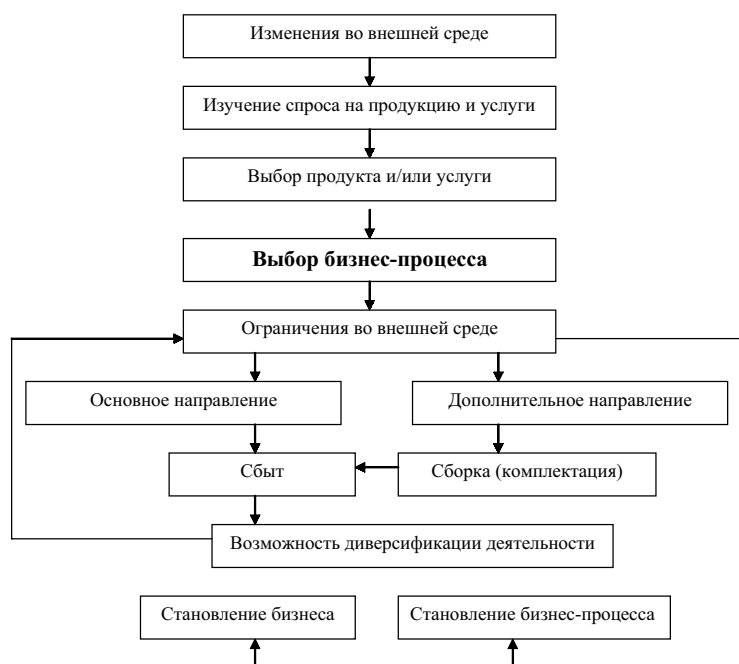 Изменения во внешней среде
Изучение спроса на продукцию и услуги
Выбор продукта и/или услуги
Выбор бизнес-процесса
Ограничения во внешней среде
Основное направление
Дополнительное направление
Сбыт
Сборка (комплектация)
Возможность диверсификации деятельности
Становление бизнеса
Становление бизнес-процесса